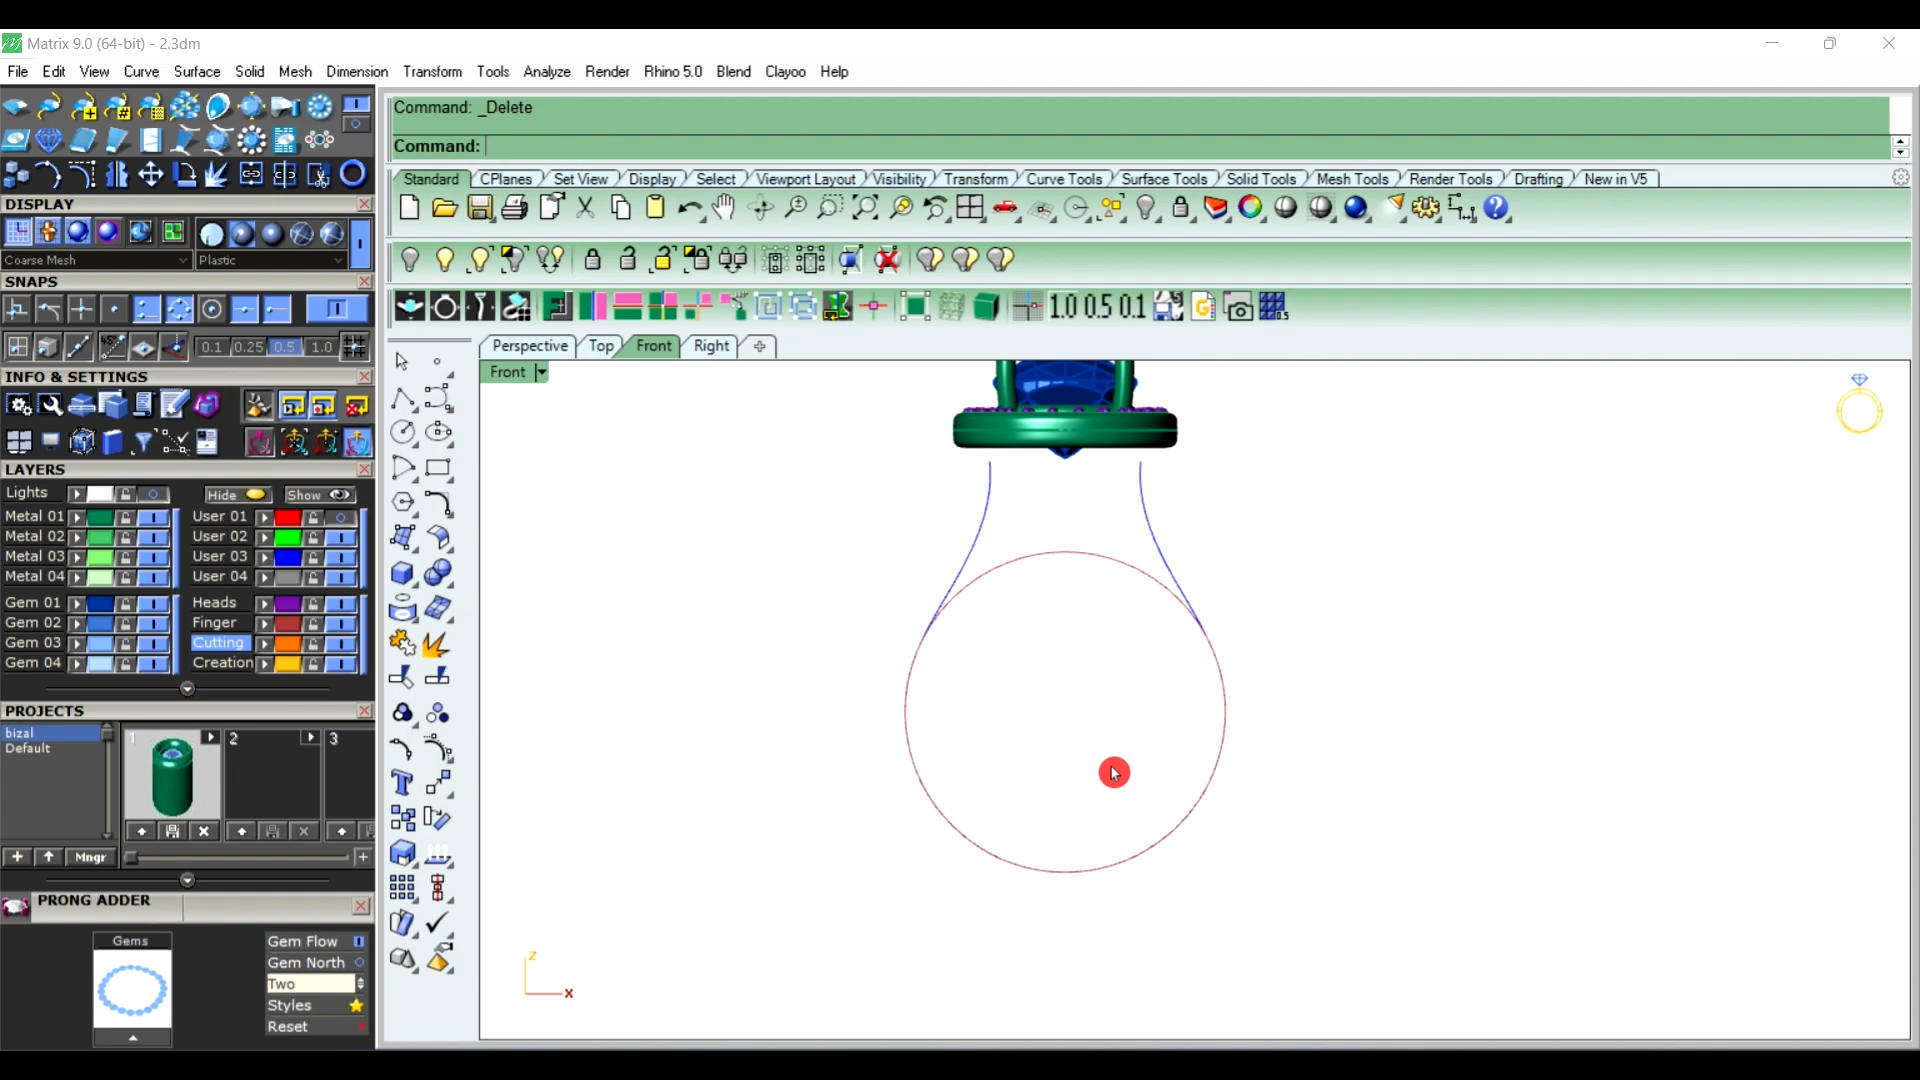 Matrix 9.0 (64-bit) - 2.3dm
File Edit View Curve Surface Solid Mesh Dimension Transform Tools Analyze Render Rhino 5.0 Blend Clayoo Help
Command: _Delete
Command:
Standard CPlanes Set View Display Select Viewport Layout Visibility Transform Curve Tools Surface Tools Solid Tools Mesh Tools Render Tools Drafting New in V5
DISPLAY
Coarse Mesh Plastic
SNAPS
0.1 0.25 0.5 1.0
1.0 0.5 0.1
Perspective Top Front Right
Front
INFO & SETTINGS
LAYERS
Lights Hide Show
Metal 01 User 01
Metal 02 User 02
Metal 03 User 03
Metal 04 User 04
Gem 01 Heads
Gem 02 Finger
Gem 03 Cutting
Gem 04 Creation
PROJECTS
bizal
Default
1 2 3
Mngr
PRONG ADDER
Gems
Gem Flow
Gem North
Two
Styles
Reset
z
x